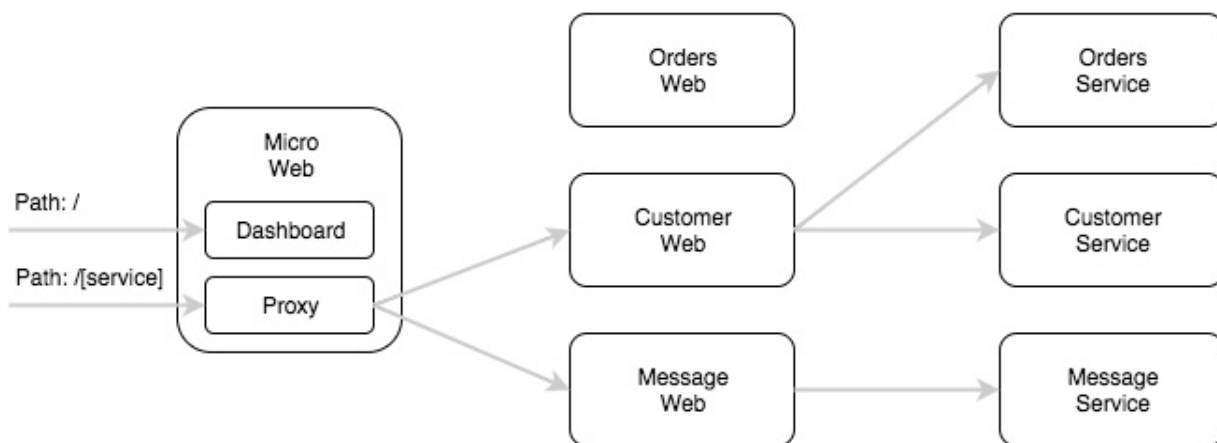 Orders
Web
Orders
Service
Micro
Web
Path: /
Dashboard
Customer
Web
Customer
Service
Path: /[service]
Proxy
Message
Web
Message
Service